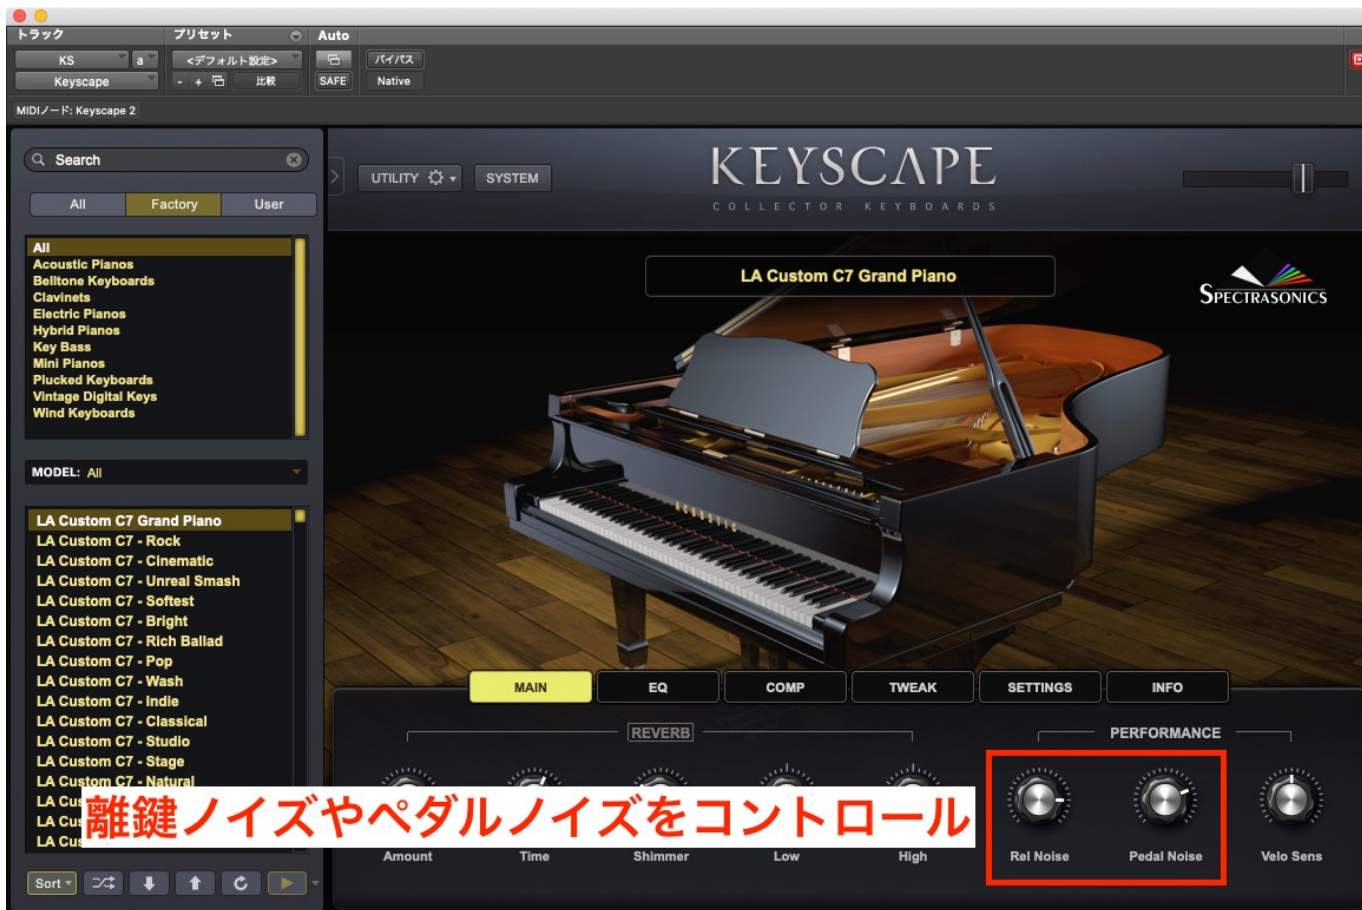 トラック
プリセット
Auto
KS
a
<デフォルト設定>
バイパス
Keyscape
- +
比較
SAFE
Native
MIDIノード: Keyscape 2
Search
All
Factory
User
UTILITY
SYSTEM
KEYSCAPE
COLLECTOR KEYBOARDS
All
Acoustic Pianos
Belltone Keyboards
Clavinets
Electric Pianos
Hybrid Pianos
Key Bass
Mini Pianos
Plucked Keyboards
Vintage Digital Keys
Wind Keyboards
LA Custom C7 Grand Piano
SPECTRASONICS
MODEL: All
LA Custom C7 Grand Piano
LA Custom C7 - Rock
LA Custom C7 - Cinematic
LA Custom C7 - Unreal Smash
LA Custom C7 - Softest
LA Custom C7 - Bright
LA Custom C7 - Rich Ballad
LA Custom C7 - Pop
LA Custom C7 - Wash
LA Custom C7 - Indie
LA Custom C7 - Classical
LA Custom C7 - Studio
LA Custom C7 - Stage
LA Custom C7 - Natural
LA Cus
LA Cus
LA Cus
Sort
MAIN
EQ
COMP
TWEAK
SETTINGS
INFO
REVERB
PERFORMANCE
離鍵ノイズやペダルノイズをコントロール
Amount
Time
Shimmer
Low
High
Rel Noise
Pedal Noise
Velo Sens